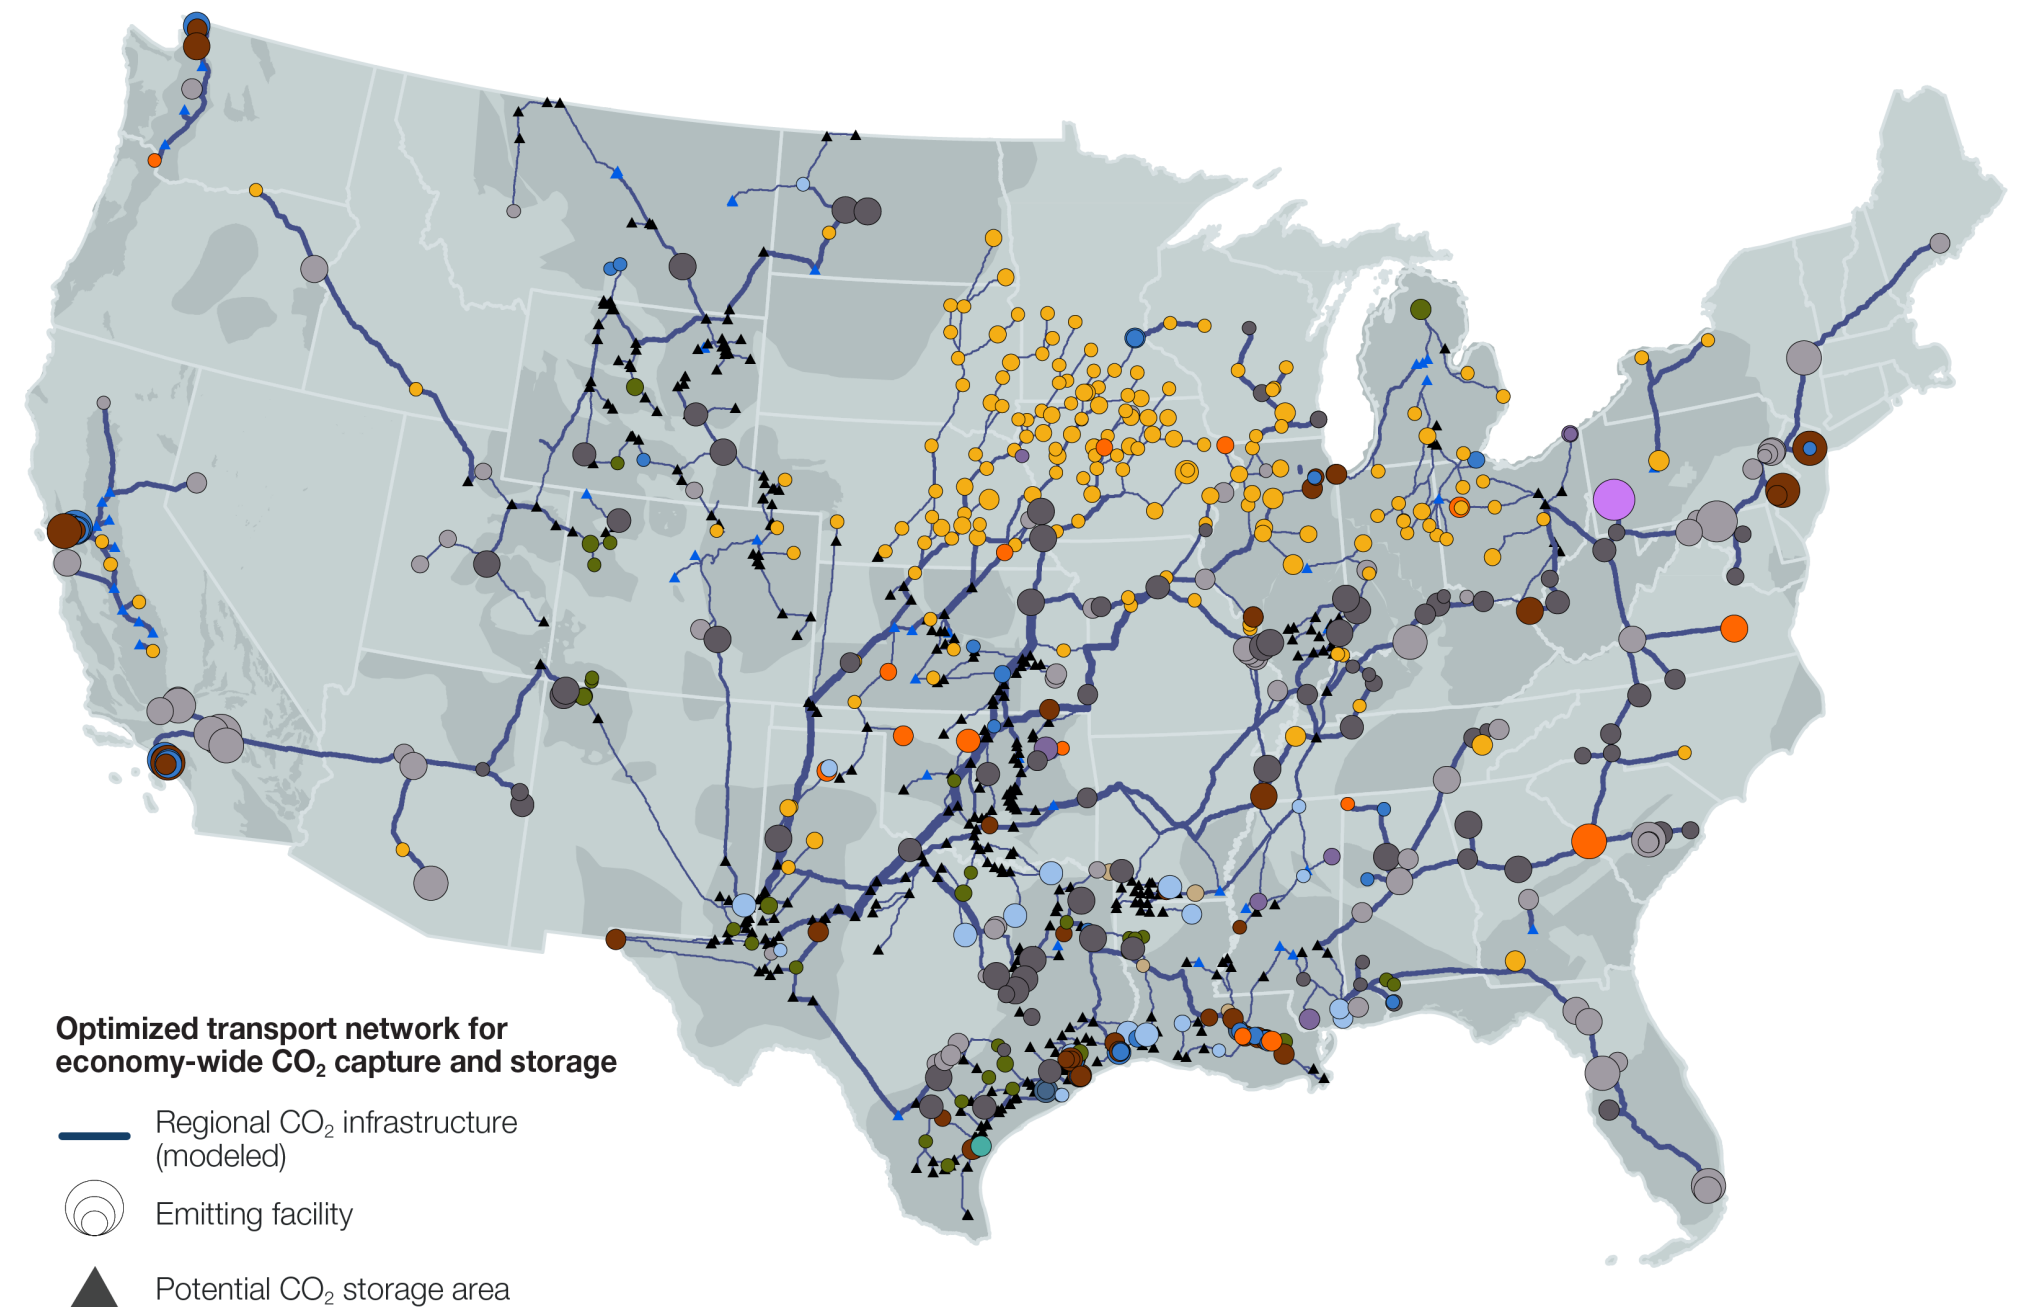 Optimized transport network for
economy-wide CO₂ capture and storage
Regional CO₂ infrastructure
(modeled)
Emitting facility
Potential CO₂ storage area